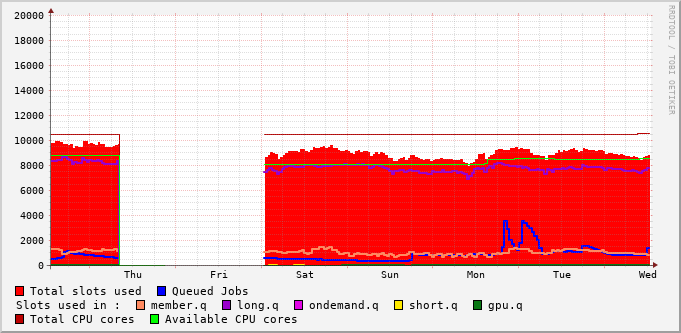 RRDTOOL / TOBI OETIKER
20000
18000
16000
14000
12000
10000
8000
6000
4000
2000
0
Thu Fri Sat Sun Mon Tue Wed
Total slots used Queued Jobs
Slots used in : member.q long.q ondemand.q short.q gpu.q
Total CPU cores Available CPU cores